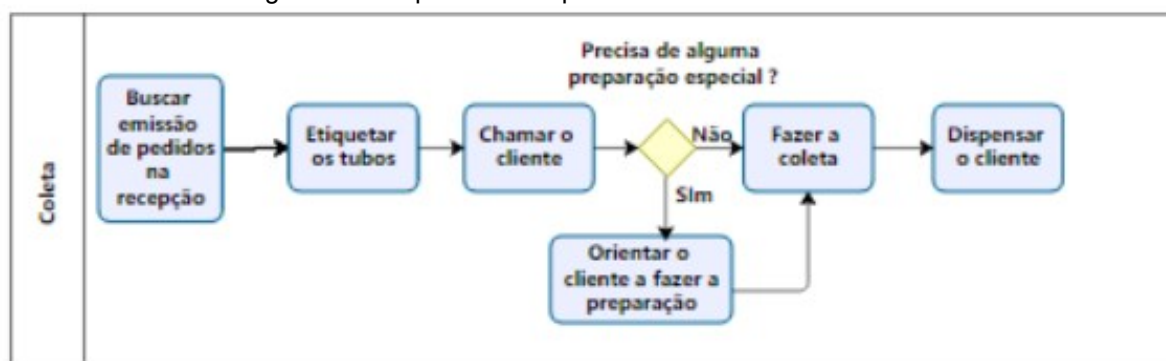 Precisa de alguma
preparação especial ?
Buscar
emissão
de pedidos
na
recepção
Etiquetar
os tubos
Chamar o
cliente
Não
Fazer a
coleta
Dispensar
o cliente
SIm
Orientar o
cliente a fazer a
preparação
Coleta